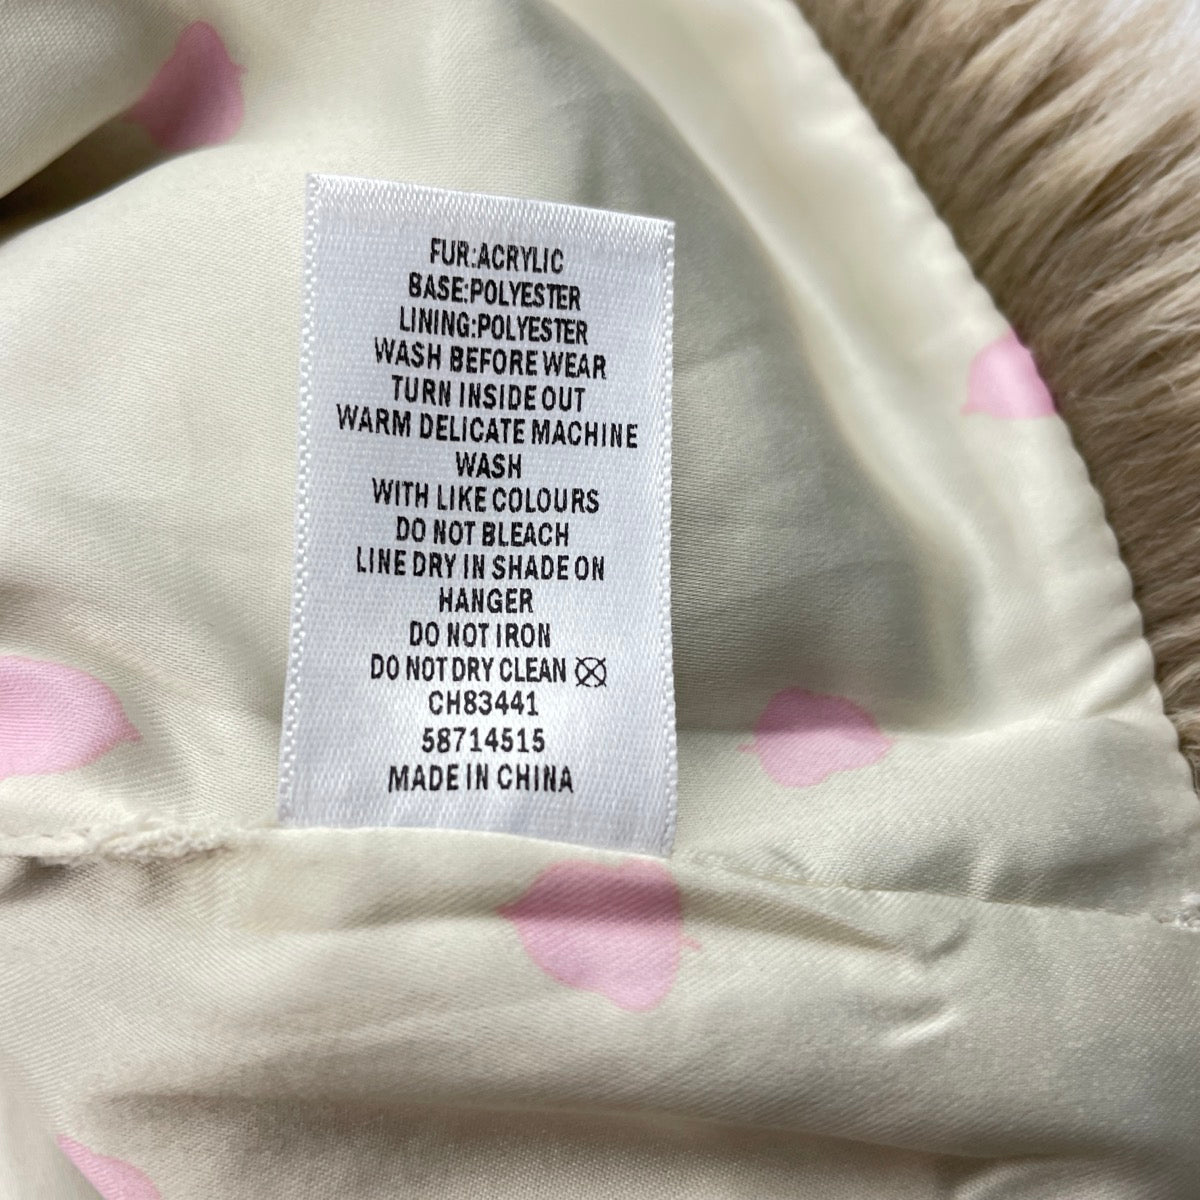 FUR:ACRYLIC
BASE:POLYESTER
LINING:POLYESTER
WASH BEFORE WEAR
TURN INSIDE OUT
WARM DELICATE MACHINE
WASH
WITH LIKE COLOURS
DO NOT BLEACH
LINE DRY IN SHADE ON
HANGER
DO NOT IRON
DO NOT DRY CLEAN
CH83441
58714515
MADE IN CHINA